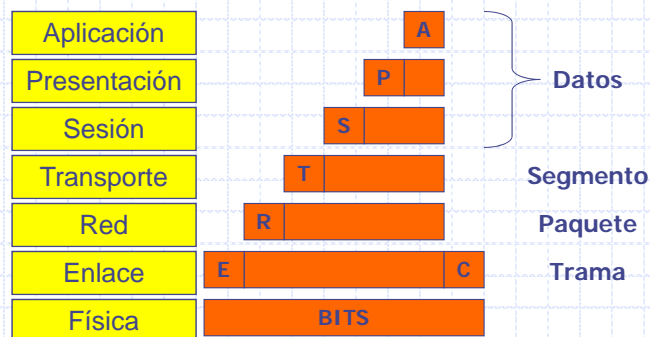 Aplicación A
Presentación P Datos
Sesión S
Transporte T Segmento
Red R Paquete
Enlace E C Trama
Física BITS